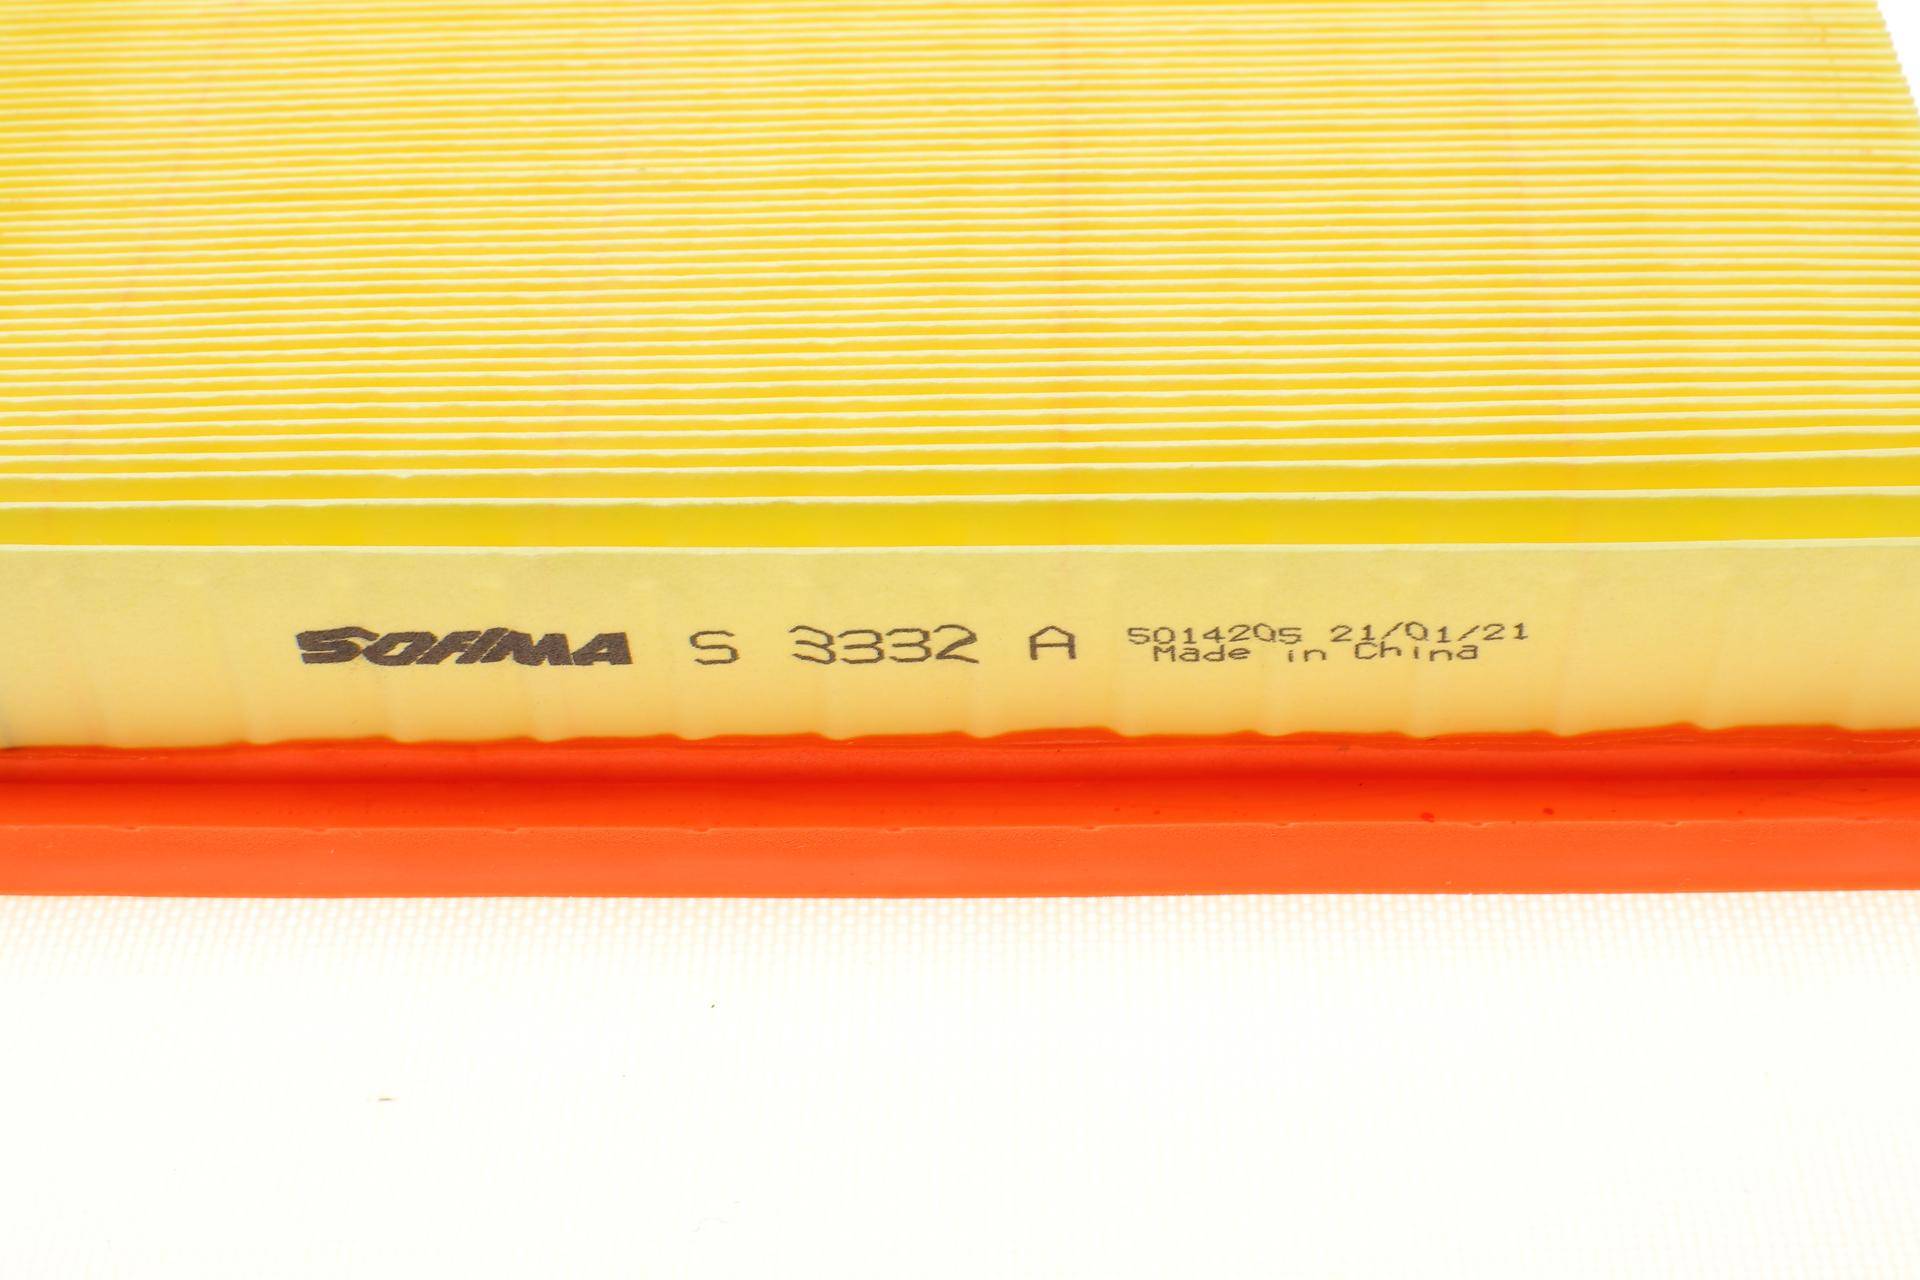 SOFIMA S 3332 A 5014205 21/01/21
Made in China